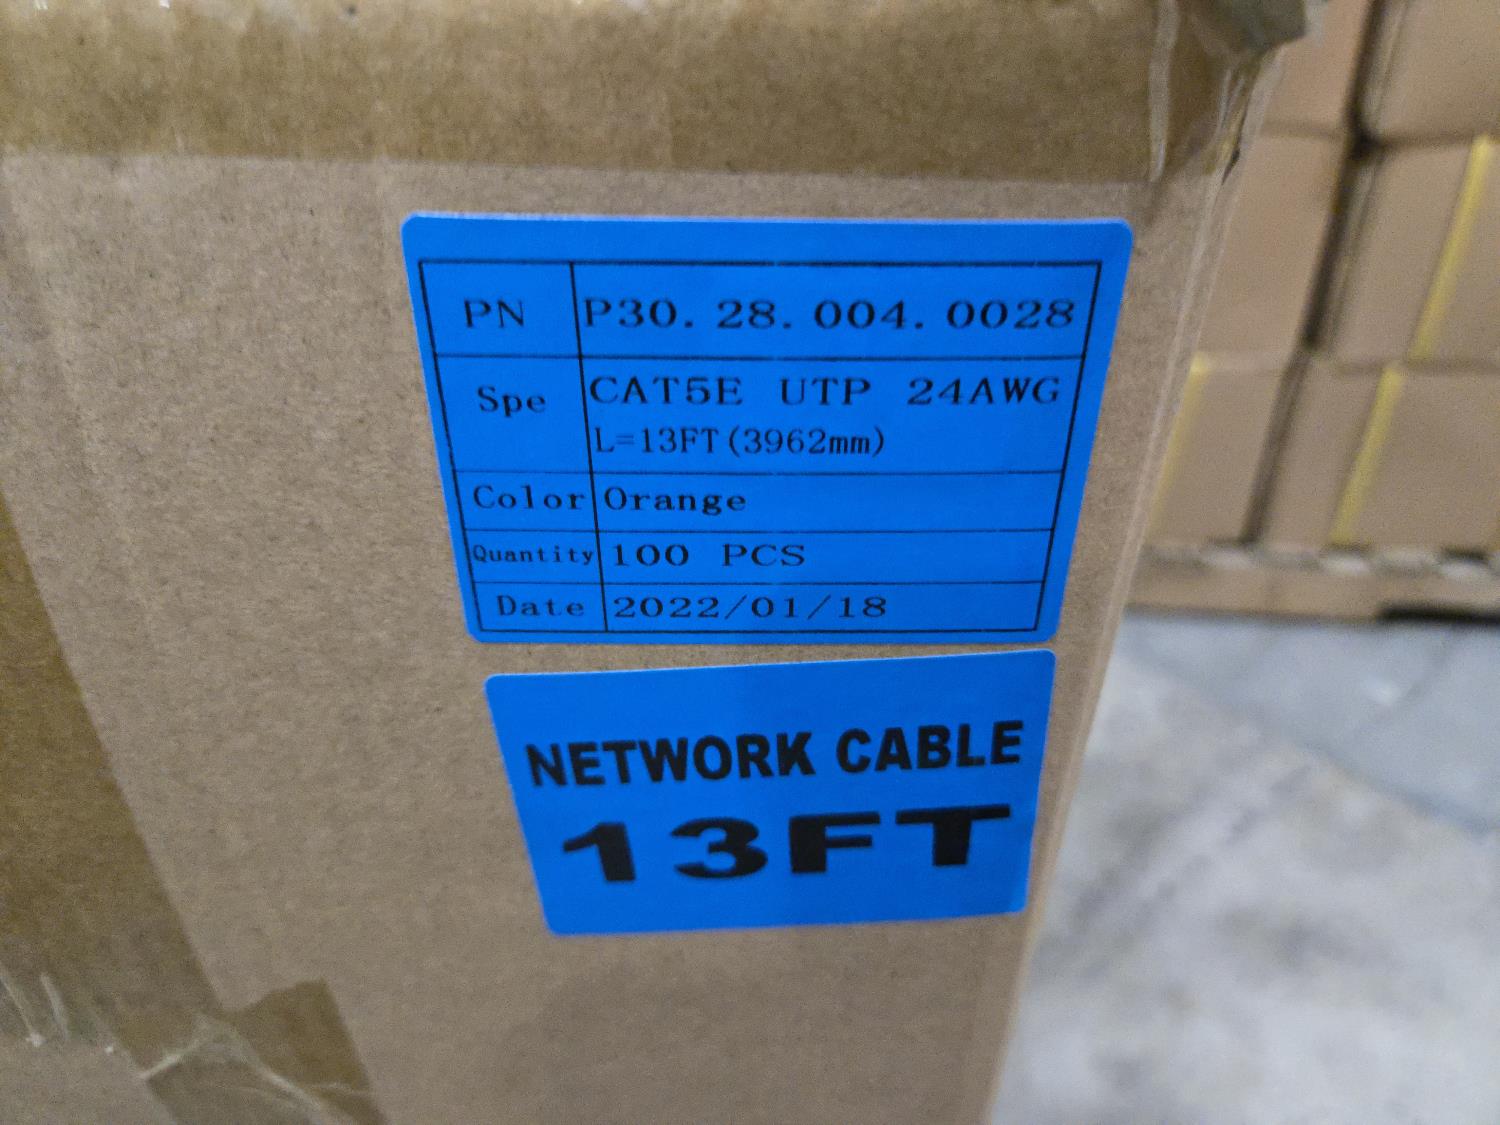 PN P30.28.004.0028
Spe CAT5E UTP 24AWG
L=13FT(3962mm)
Color Orange
Quantity 100 PCS
Date 2022/01/18
NETWORK CABLE
13FT